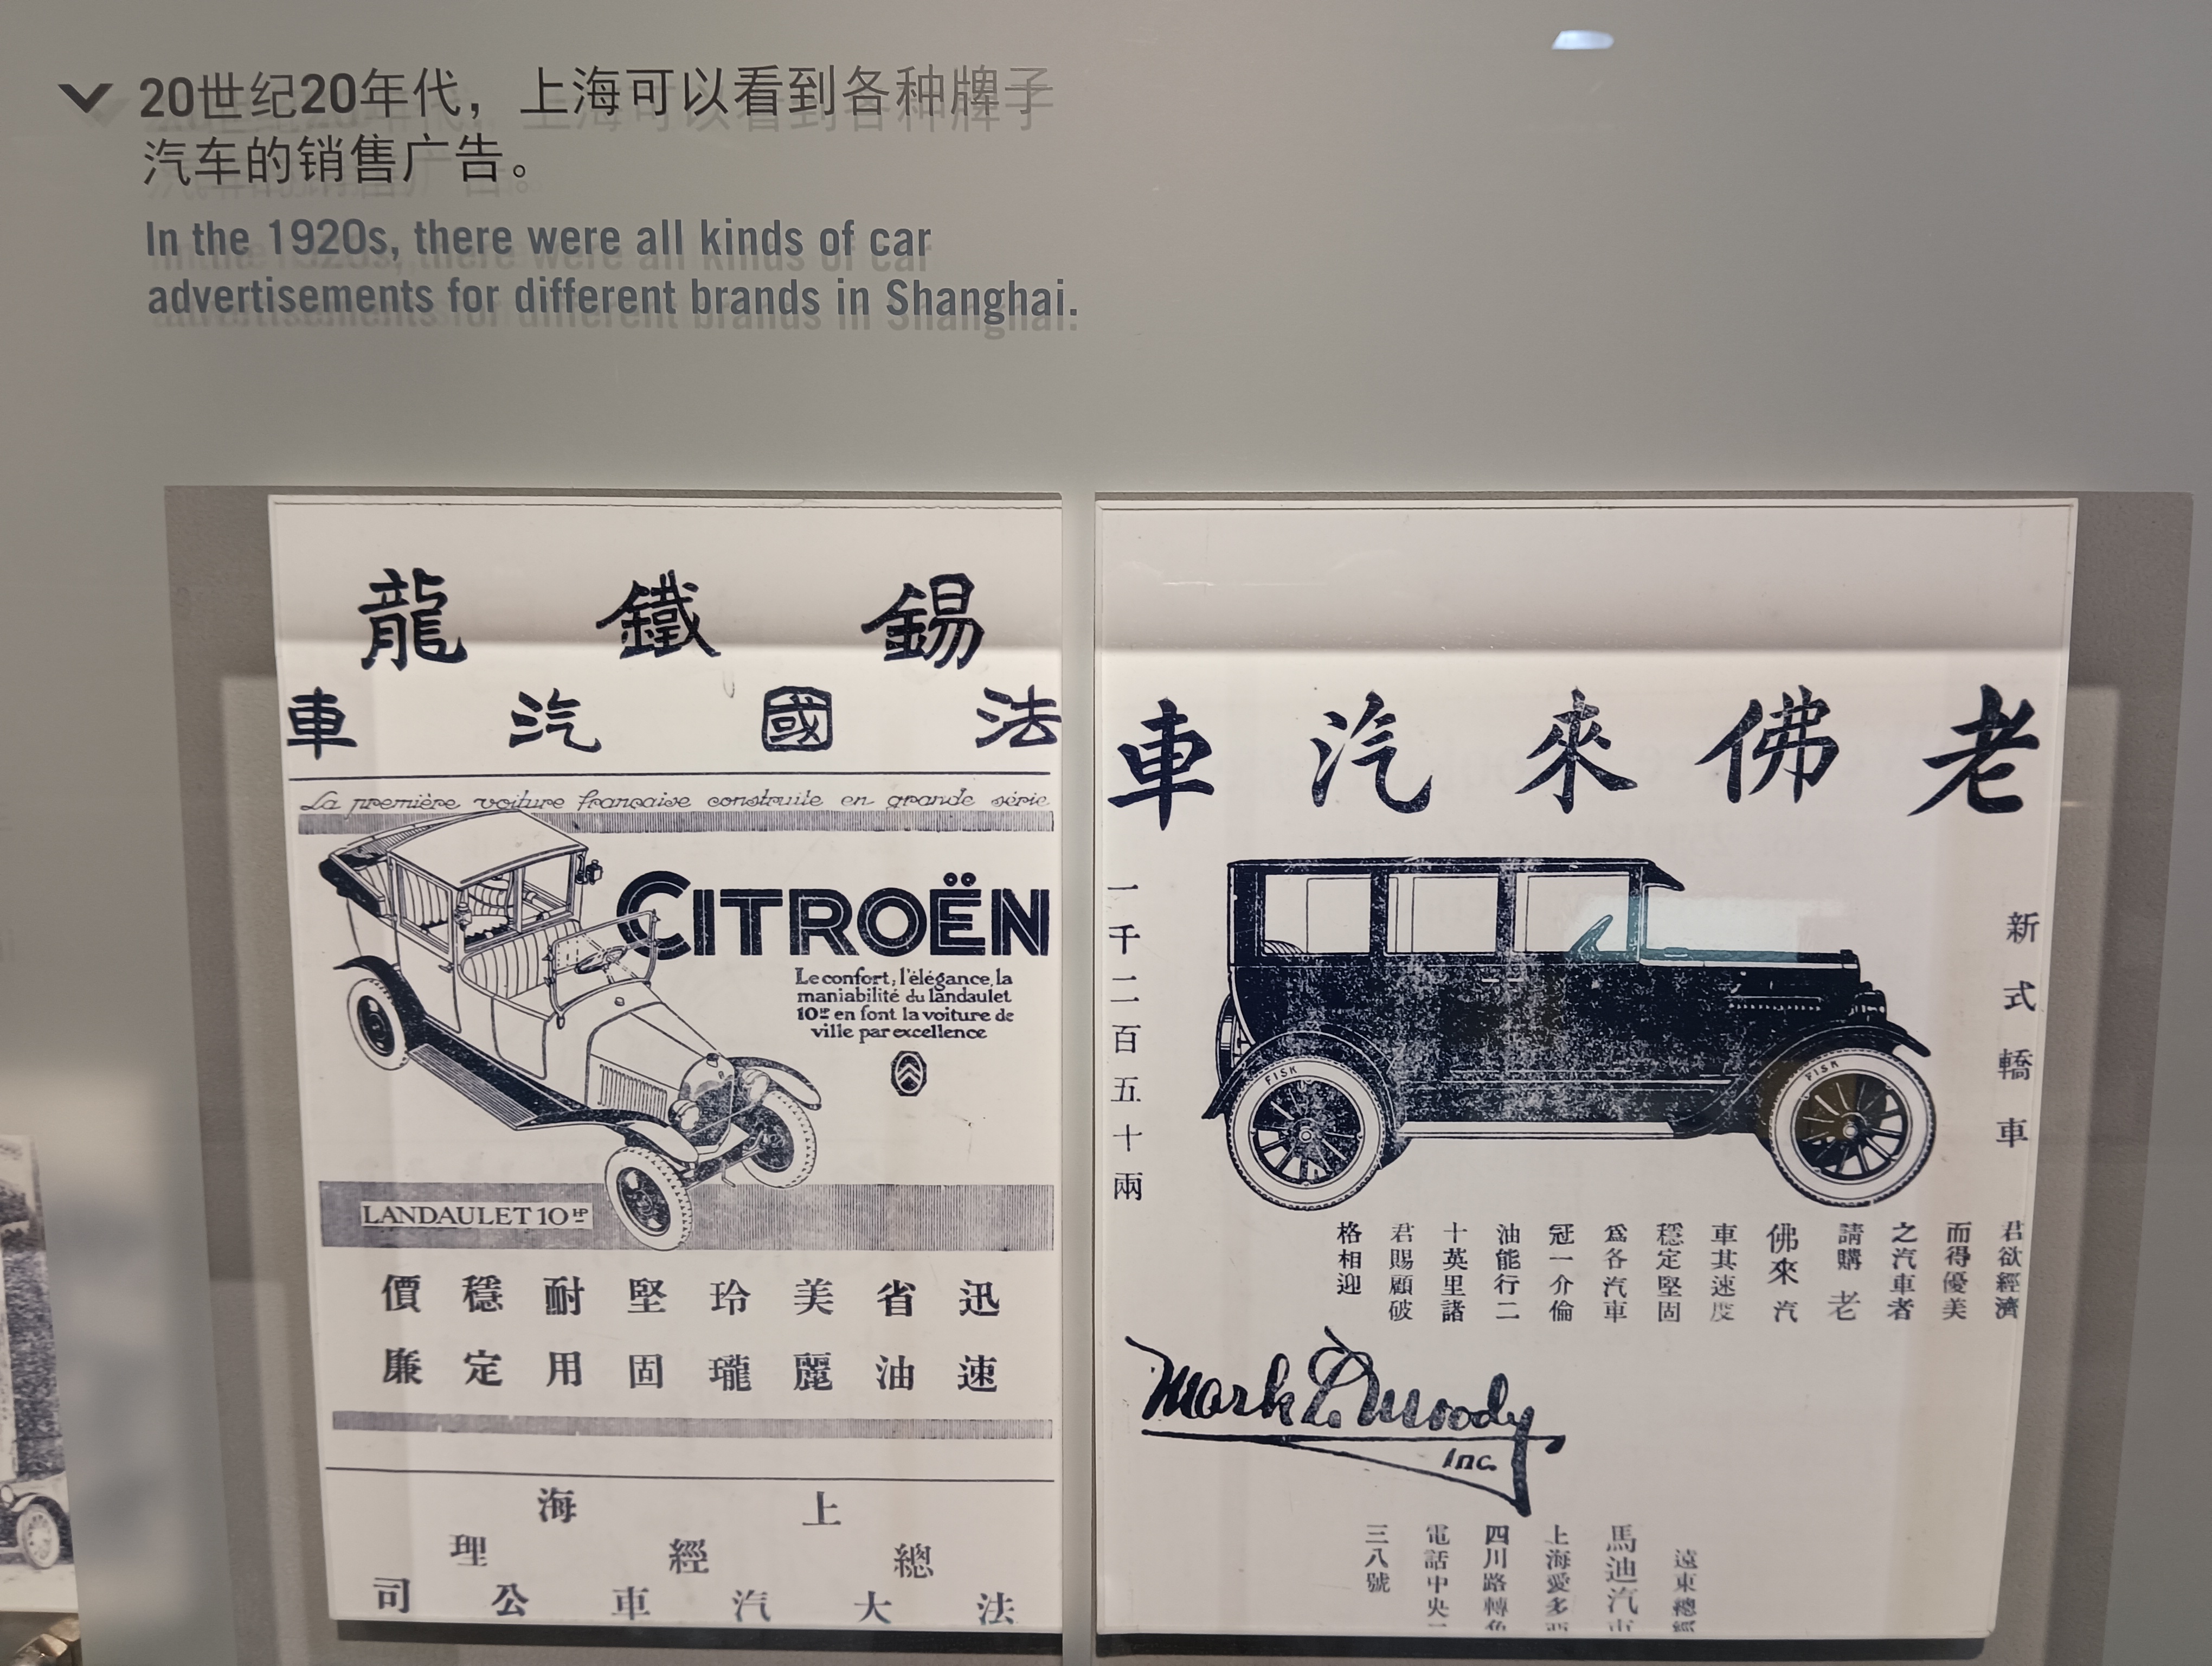 20世纪20年代，上海可以看到各种牌子
汽车的销售广告。
In the 1920s, there were all kinds of car
advertisements for different brands in Shanghai.
錫鐵龍
法國汽車
La première voiture française construite en grande série
CITROËN
Le confort, l'élégance, la
maniabilité du landaulet
10HP en font la voiture de
ville par excellence
LANDAULET 10HP
迅速
省油
美麗
玲瓏
堅固
耐用
穩定
價廉
上海
總經理
法大汽車公司
老佛來汽車
新式轎車
一千二百五十兩
FISK
FISK
君欲經濟
而得優美
之汽車者
請購 老
佛來 汽
車其速度
穩定堅固
爲各汽車
冠一介倫
油能行二
十英里諸
君賜顧破
格相迎
Mark L. Moody
Inc.
遠東總經
馬迪汽車
上海愛多亞
四川路轉角
電話中央一
三八號